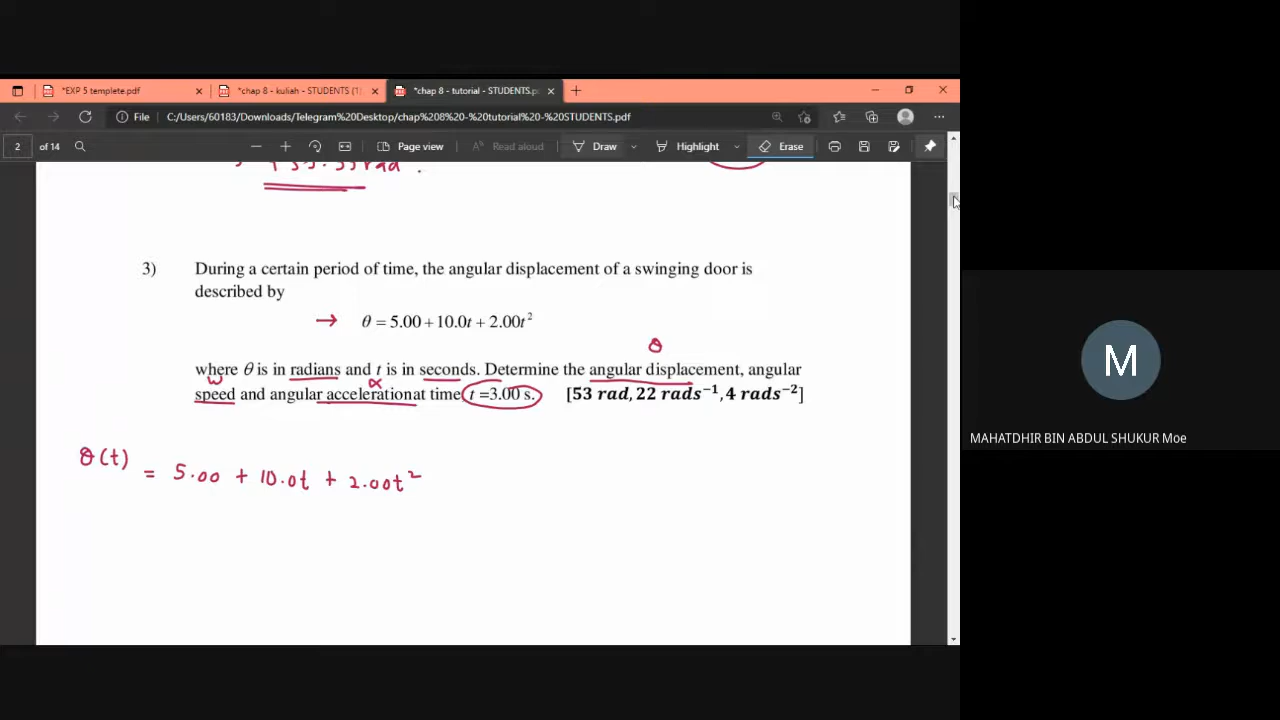 *EXP 5 templete.pdf
*chap 8 - kuliah - STUDENTS (1).
*chap 8 - tutorial - STUDENTS.p
File
C:/Users/60183/Downloads/Telegram%20Desktop/chap%208%20-%20tutorial%20-%20STUDENTS.pdf
2 of 14
Page view
Read aloud
Draw
Highlight
Erase
rad.
3) During a certain period of time, the angular displacement of a swinging door is
described by
→ θ = 5.00 + 10.0t + 2.00t²
θ
where θ is in radians and t is in seconds. Determine the angular displacement, angular
ω α
speed and angular accelerationat time t =3.00 s. [53 rad, 22 rads⁻¹, 4 rads⁻²]
θ(t) = 5.00 + 10.0t + 2.00t²
M
MAHATDHIR BIN ABDUL SHUKUR Moe